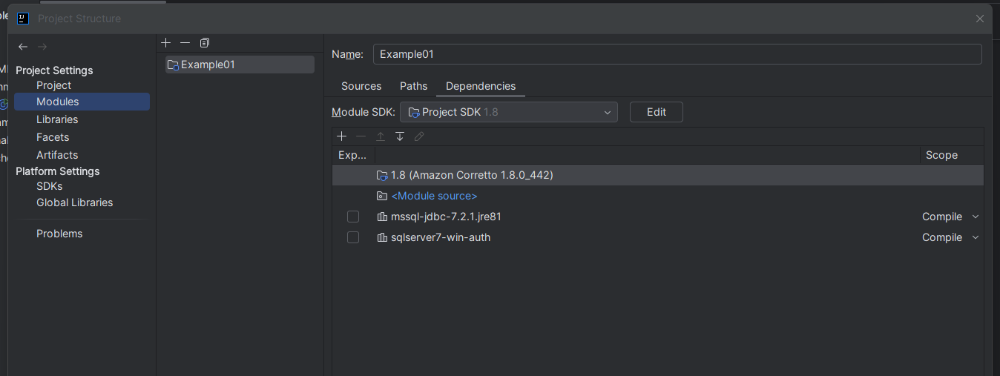 Project Structure
Name: Example01
Project Settings
Project
Modules
Libraries
Facets
Artifacts
Platform Settings
SDKs
Global Libraries
Problems
Example01
Sources Paths Dependencies
Module SDK: Project SDK 1.8 Edit
Exp... Scope
1.8 (Amazon Corretto 1.8.0_442)
<Module source>
mssql-jdbc-7.2.1.jre81 Compile
sqlserver7-win-auth Compile